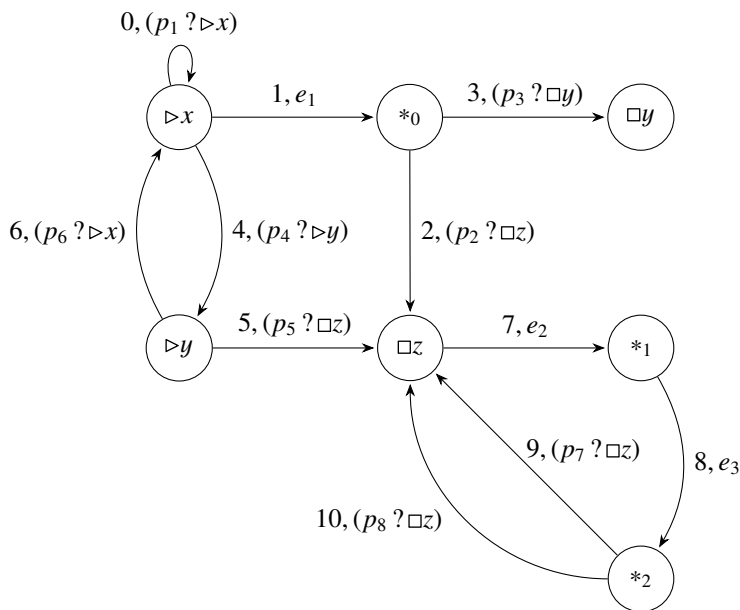 0, (p₁ ? ▷x)
▷x
1, e₁
*₀
3, (p₃ ? □y)
□y
6, (p₆ ? ▷x)
4, (p₄ ? ▷y)
2, (p₂ ? □z)
▷y
5, (p₅ ? □z)
□z
7, e₂
*₁
9, (p₇ ? □z)
8, e₃
10, (p₈ ? □z)
*₂